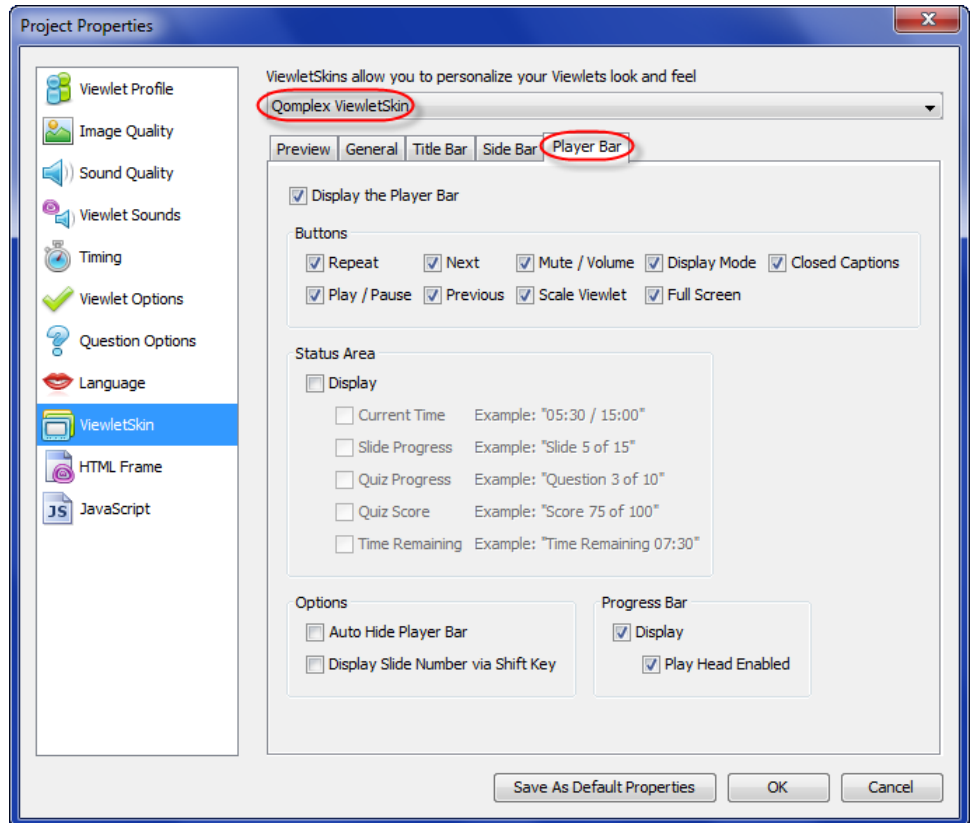 Project Properties
Viewlet Profile
Image Quality
Sound Quality
Viewlet Sounds
Timing
Viewlet Options
Question Options
Language
ViewletSkin
HTML Frame
JS JavaScript
ViewletSkins allow you to personalize your Viewlets look and feel
Qomplex ViewletSkin
Preview General Title Bar Side Bar Player Bar
Display the Player Bar
Buttons
Repeat Next Mute / Volume Display Mode Closed Captions
Play / Pause Previous Scale Viewlet Full Screen
Status Area
Display
Current Time Example: "05:30 / 15:00"
Slide Progress Example: "Slide 5 of 15"
Quiz Progress Example: "Question 3 of 10"
Quiz Score Example: "Score 75 of 100"
Time Remaining Example: "Time Remaining 07:30"
Options
Auto Hide Player Bar
Display Slide Number via Shift Key
Progress Bar
Display
Play Head Enabled
Save As Default Properties OK Cancel